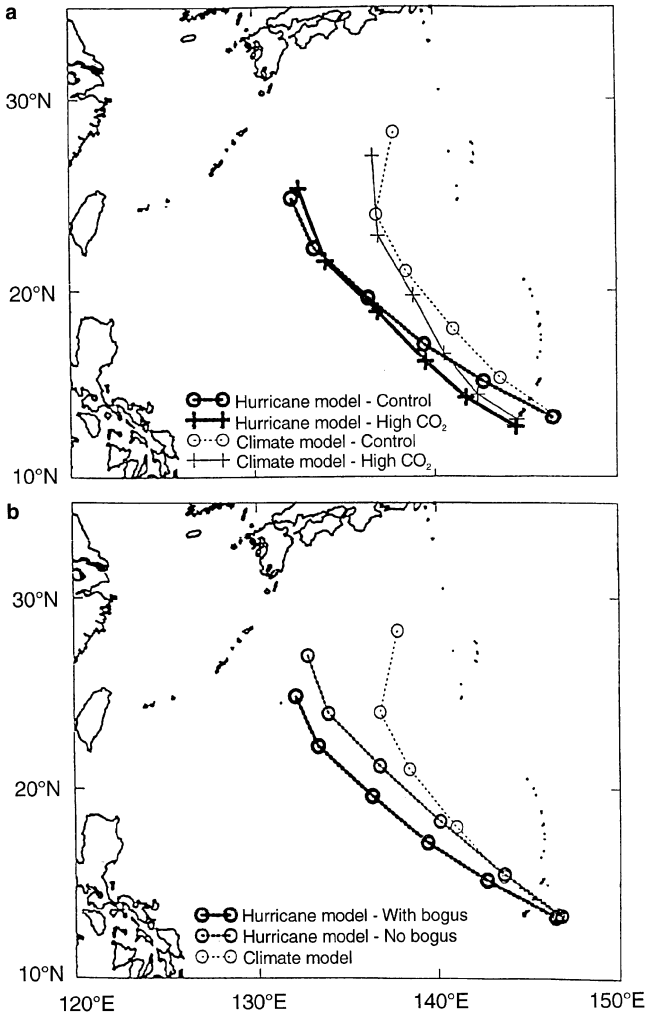 a
30°N
20°N
Hurricane model - Control
Hurricane model - High CO₂
Climate model - Control
Climate model - High CO₂
10°N
b
30°N
20°N
Hurricane model - With bogus
Hurricane model - No bogus
Climate model
10°N
120°E 130°E 140°E 150°E